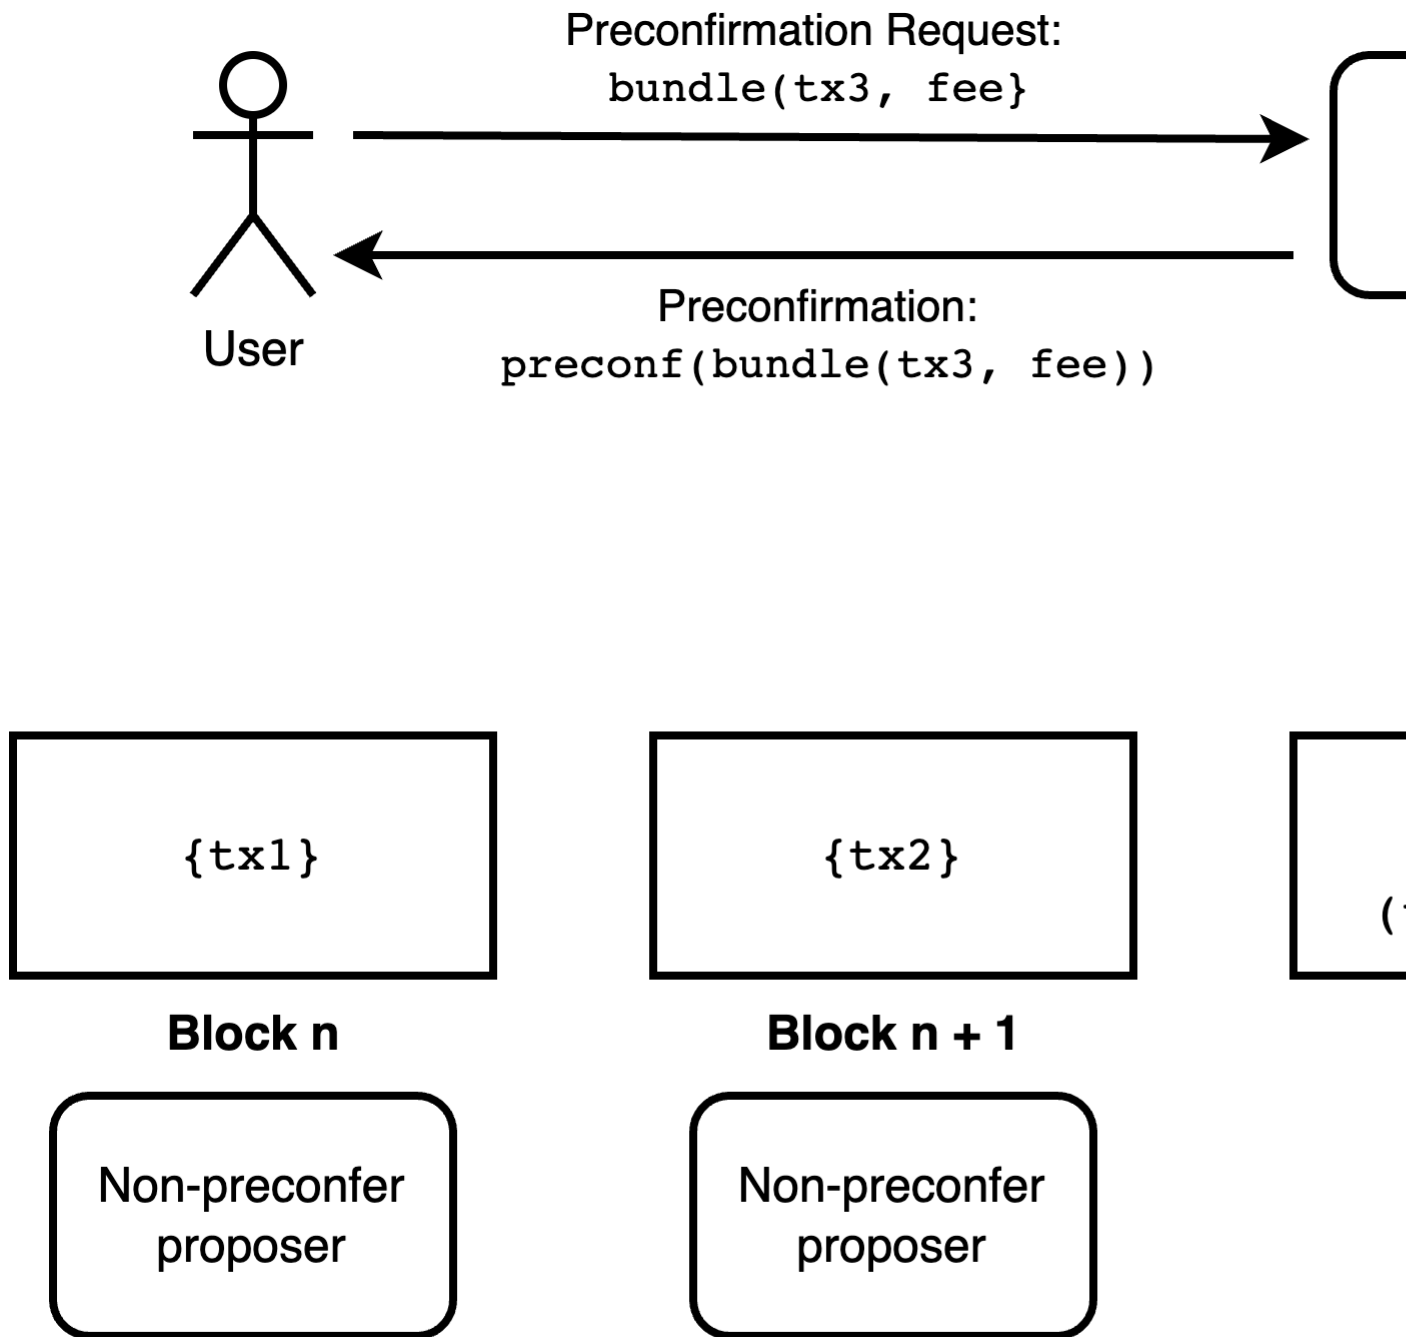 Preconfirmation Request:
bundle(tx3, fee}
Preconfirmation:
preconf(bundle(tx3, fee))
User
{tx1}
{tx2}
(
Block n
Block n + 1
Non-preconfer
proposer
Non-preconfer
proposer